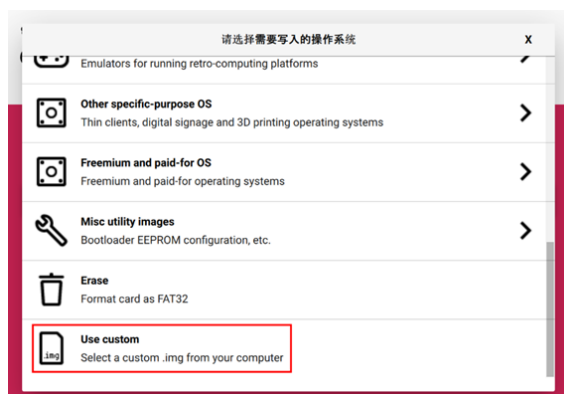 请选择需要写入的操作系统
X
Emulators for running retro-computing platforms
Other specific-purpose OS
Thin clients, digital signage and 3D printing operating systems
Freemium and paid-for OS
Freemium and paid-for operating systems
Misc utility images
Bootloader EEPROM configuration, etc.
Erase
Format card as FAT32
Use custom
.img
Select a custom .img from your computer